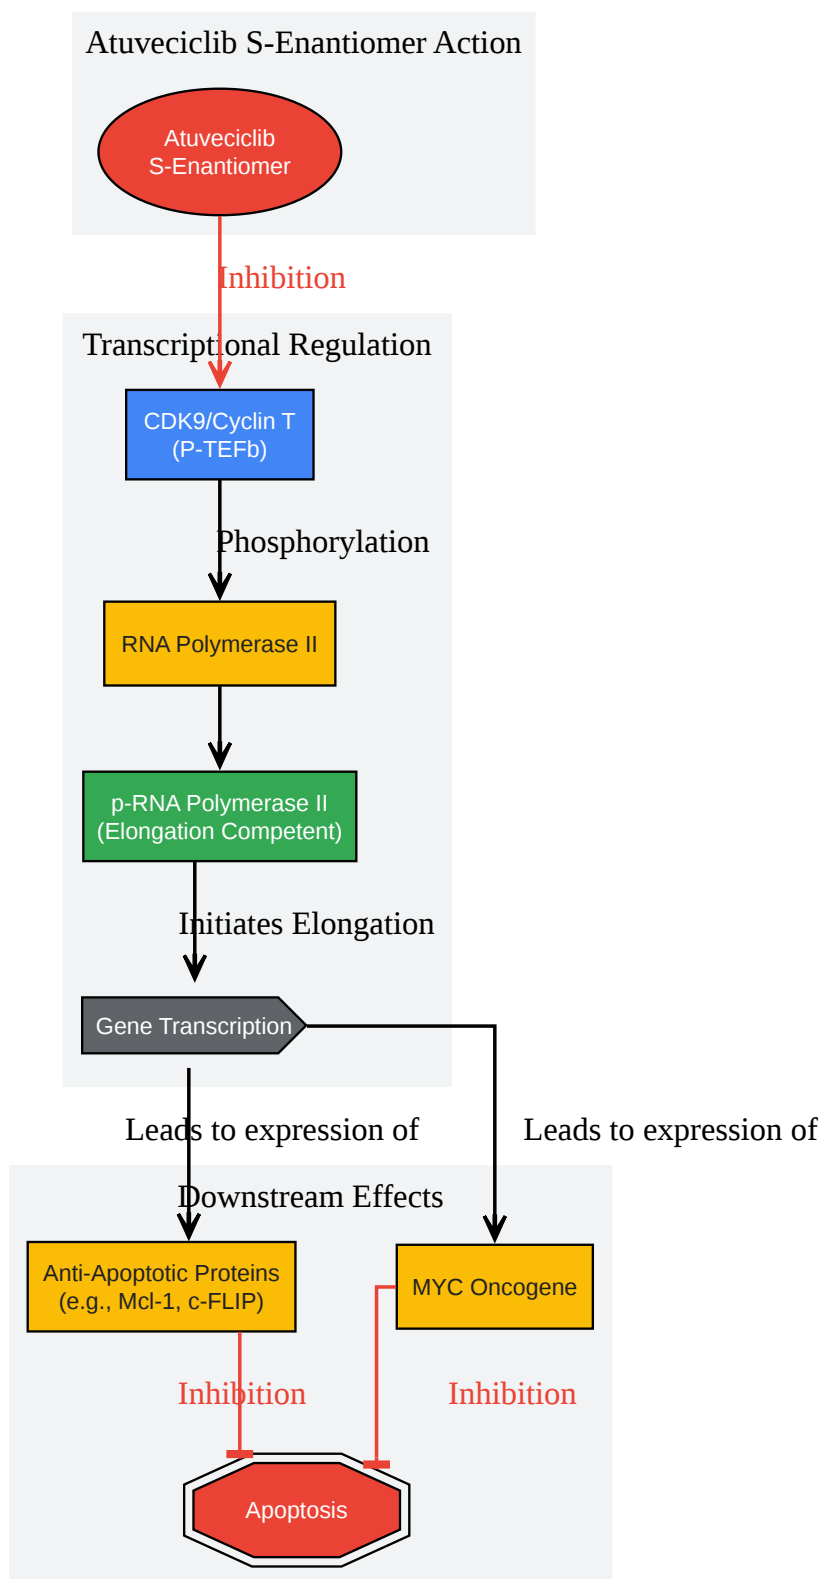 Atuveciclib S-Enantiomer Action
Atuveciclib
S-Enantiomer
Inhibition
Transcriptional Regulation
CDK9/Cyclin T
(P-TEFb)
Phosphorylation
RNA Polymerase II
p-RNA Polymerase II
(Elongation Competent)
Initiates Elongation
Gene Transcription
Leads to expression of
Leads to expression of
Downstream Effects
Anti-Apoptotic Proteins
(e.g., Mcl-1, c-FLIP)
MYC Oncogene
Inhibition
Inhibition
Apoptosis